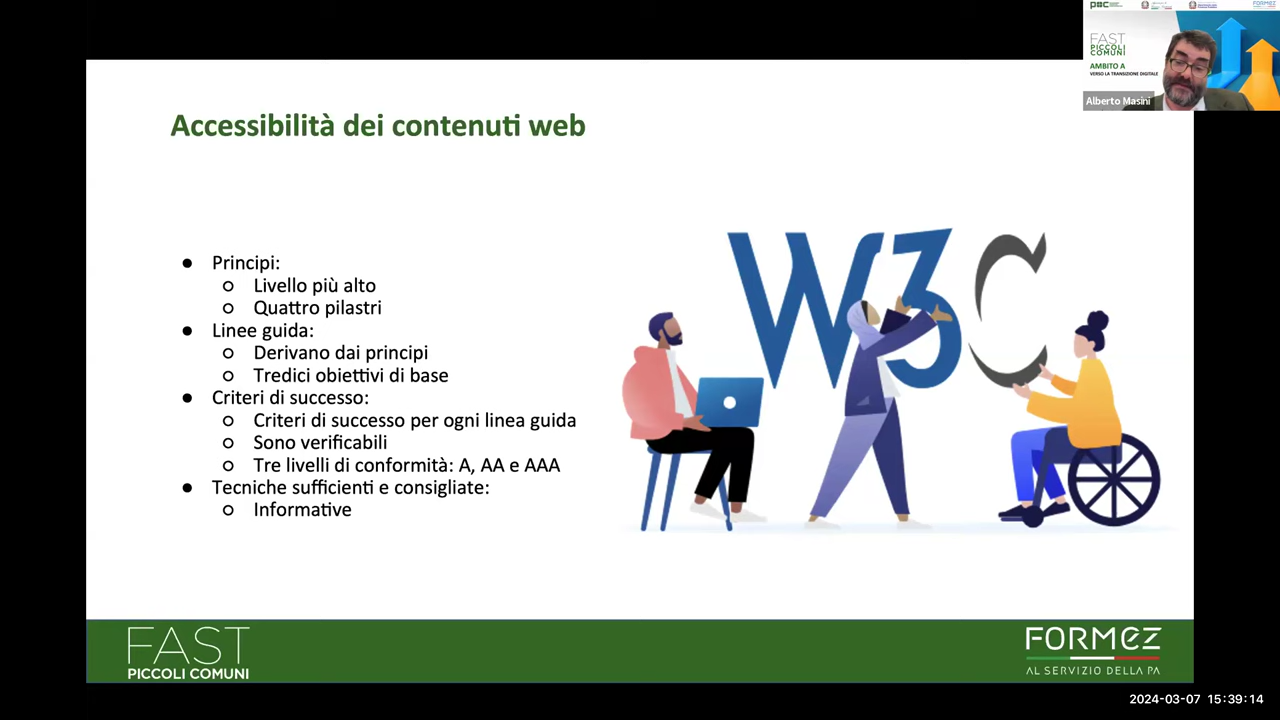 POC
FORMEZ
FAST
PICCOLI
COMUNI
AMBITO A
VERSO LA TRANSIZIONE DIGITALE
Alberto Masini
Accessibilità dei contenuti web
● Principi:
○ Livello più alto
○ Quattro pilastri
● Linee guida:
○ Derivano dai principi
○ Tredici obiettivi di base
● Criteri di successo:
○ Criteri di successo per ogni linea guida
○ Sono verificabili
○ Tre livelli di conformità: A, AA e AAA
● Tecniche sufficienti e consigliate:
○ Informative
W3C
FAST
PICCOLI COMUNI
FORMEZ
AL SERVIZIO DELLA PA
2024-03-07 15:39:14